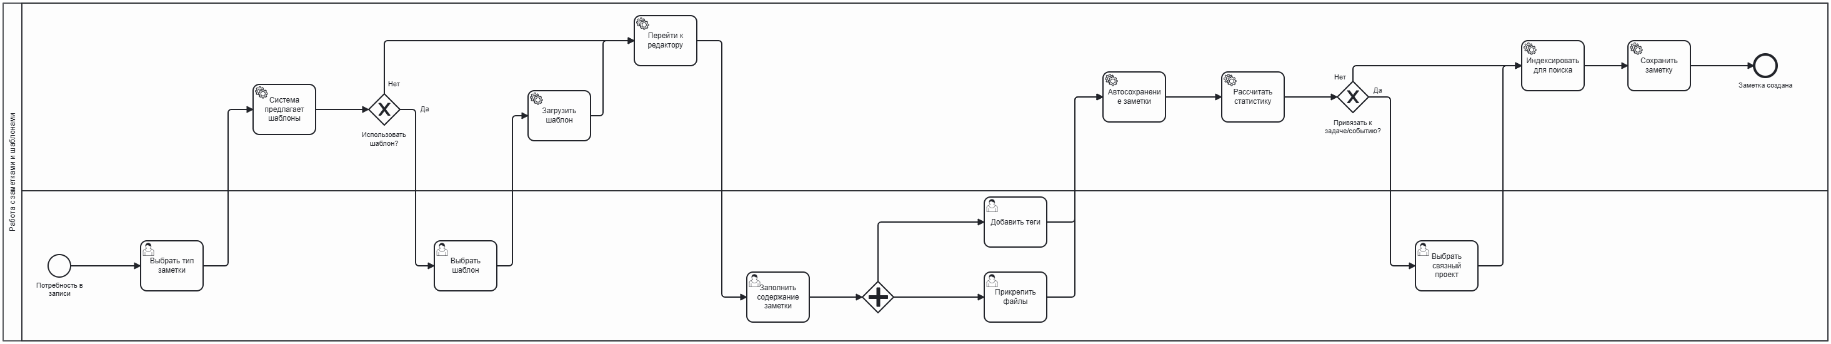 Работа с заметками и шаблонами
Потребность в
записи
Выбрать тип
заметки
Система
предлагает
шаблоны
Использовать
шаблон?
Нет
Да
Выбрать
шаблон
Загрузить
шаблон
Перейти к
редактору
Заполнить
содержание
заметки
Добавить теги
Прикрепить
файлы
Автосохранени
е заметки
Рассчитать
статистику
Привязать к
задаче/событию?
Нет
Да
Выбрать
связный
проект
Индексировать
для поиска
Сохранить
заметку
Заметка создана